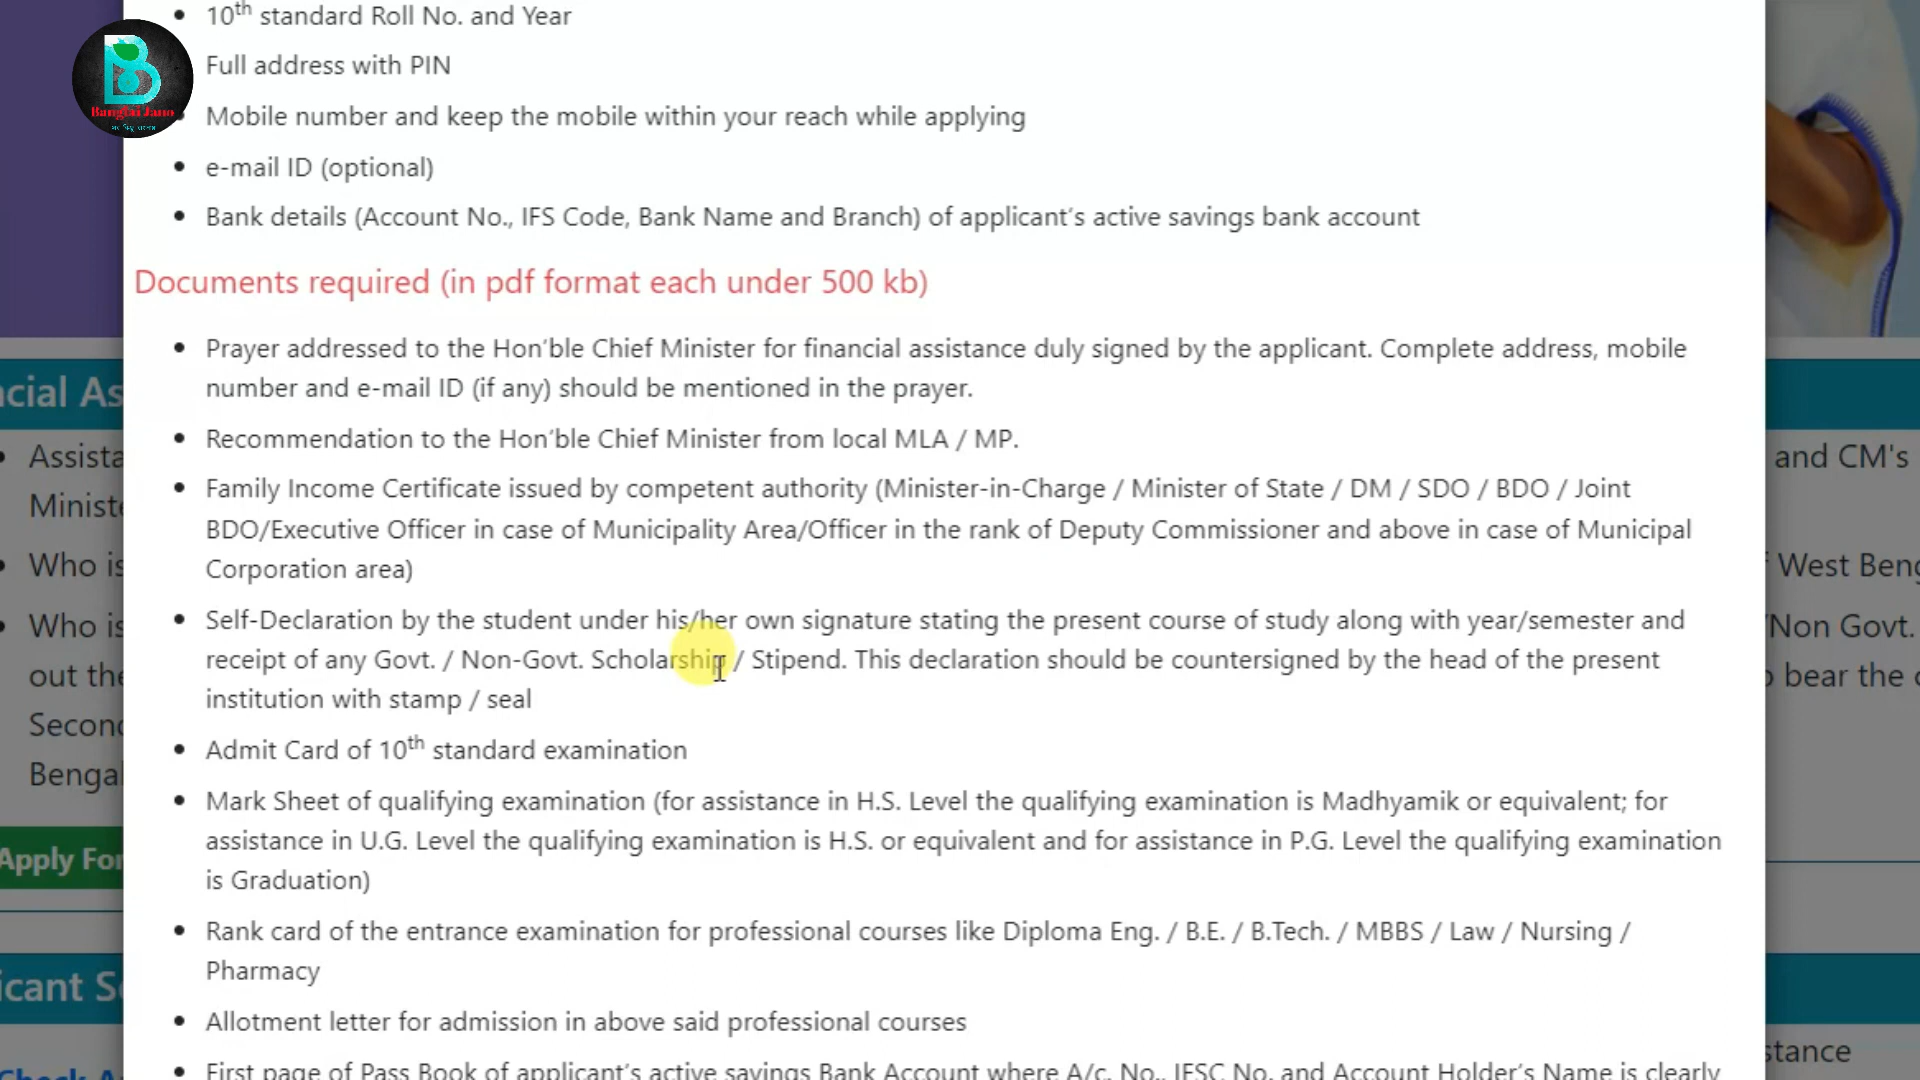 10th standard Roll No. and Year
Full address with PIN
Banglai Jano
Mobile number and keep the mobile within your reach while applying
e-mail ID (optional)
Bank details (Account No., IFS Code, Bank Name and Branch) of applicant's active savings bank account
Documents required (in pdf format each under 500 kb)
Prayer addressed to the Hon'ble Chief Minister for financial assistance duly signed by the applicant. Complete address, mobile
number and e-mail ID (if any) should be mentioned in the prayer.
Recommendation to the Hon'ble Chief Minister from local MLA / MP.
Family Income Certificate issued by competent authority (Minister-in-Charge / Minister of State / DM / SDO / BDO / Joint
BDO/Executive Officer in case of Municipality Area/Officer in the rank of Deputy Commissioner and above in case of Municipal
Corporation area)
Self-Declaration by the student under his/her own signature stating the present course of study along with year/semester and
receipt of any Govt. / Non-Govt. Scholarship / Stipend. This declaration should be countersigned by the head of the present
institution with stamp / seal
Admit Card of 10th standard examination
Mark Sheet of qualifying examination (for assistance in H.S. Level the qualifying examination is Madhyamik or equivalent; for
assistance in U.G. Level the qualifying examination is H.S. or equivalent and for assistance in P.G. Level the qualifying examination
is Graduation)
Rank card of the entrance examination for professional courses like Diploma Eng. / B.E. / B.Tech. / MBBS / Law / Nursing /
Pharmacy
Allotment letter for admission in above said professional courses
First page of Pass Book of applicant's active savings Bank Account where A/c. No., IFSC No. and Account Holder's Name is clearly
ncial As
Assista
Ministe
Who is
Who is
out the
Second
Bengal
Apply For
icant S
Check A
and CM's
West Beng
Non Govt.
bear the c
stance